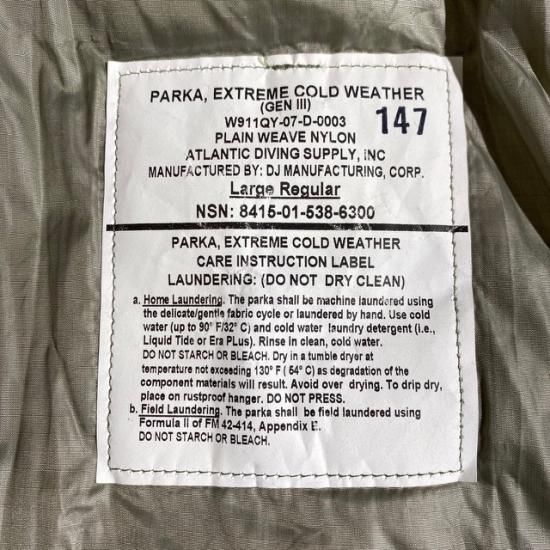 PARKA, EXTREME COLD WEATHER
(GEN III)
W911QY-07-D-0003
147
PLAIN WEAVE NYLON
ATLANTIC DIVING SUPPLY, INC
MANUFACTURED BY: DJ MANUFACTURING, CORP.
Large Regular
NSN: 8415-01-538-6300
PARKA, EXTREME COLD WEATHER
CARE INSTRUCTION LABEL
LAUNDERING: (DO NOT DRY CLEAN)
a. Home Laundering. The parka shall be machine laundered using
the delicate/gentle fabric cycle or laundered by hand. Use cold
water (up to 90° F/32° C) and cold water laundry detergent (i.e.,
Liquid Tide or Era Plus). Rinse in clean, cold water.
DO NOT STARCH OR BLEACH. Dry in a tumble dryer at
temperature not exceeding 130° F ( 54° C) as degradation of the
component materials will result. Avoid over drying. To drip dry,
place on rustproof hanger. DO NOT PRESS.
b. Field Laundering. The parka shall be field laundered using
Formula II of FM 42-414, Appendix E.
DO NOT STARCH OR BLEACH.